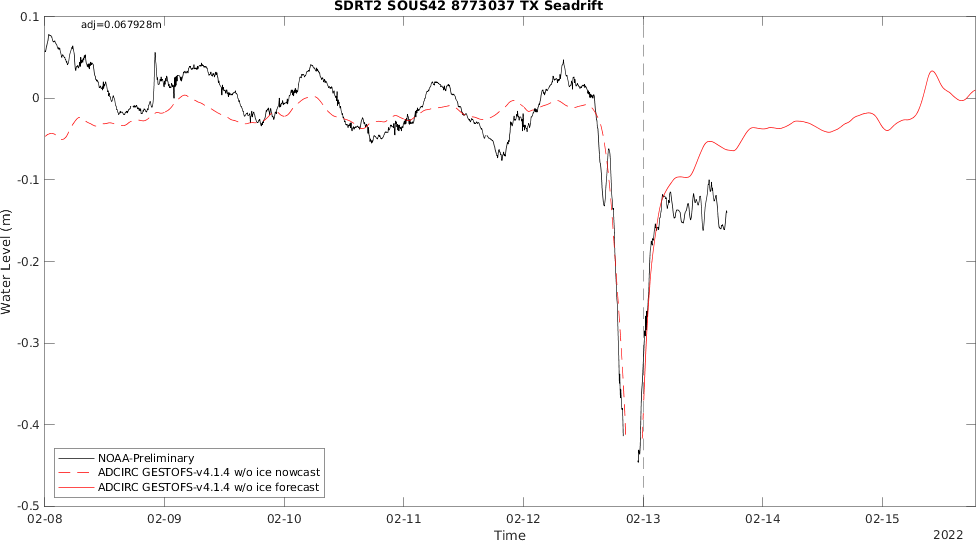 SDRT2 SOUS42 8773037 TX Seadrift
adj=0.067928m
0.1
0
-0.1
-0.2
-0.3
-0.4
-0.5
Water Level (m)
NOAA-Preliminary
ADCIRC GESTOFS-v4.1.4 w/o ice nowcast
ADCIRC GESTOFS-v4.1.4 w/o ice forecast
02-08 02-09 02-10 02-11 02-12 02-13 02-14 02-15
Time
2022